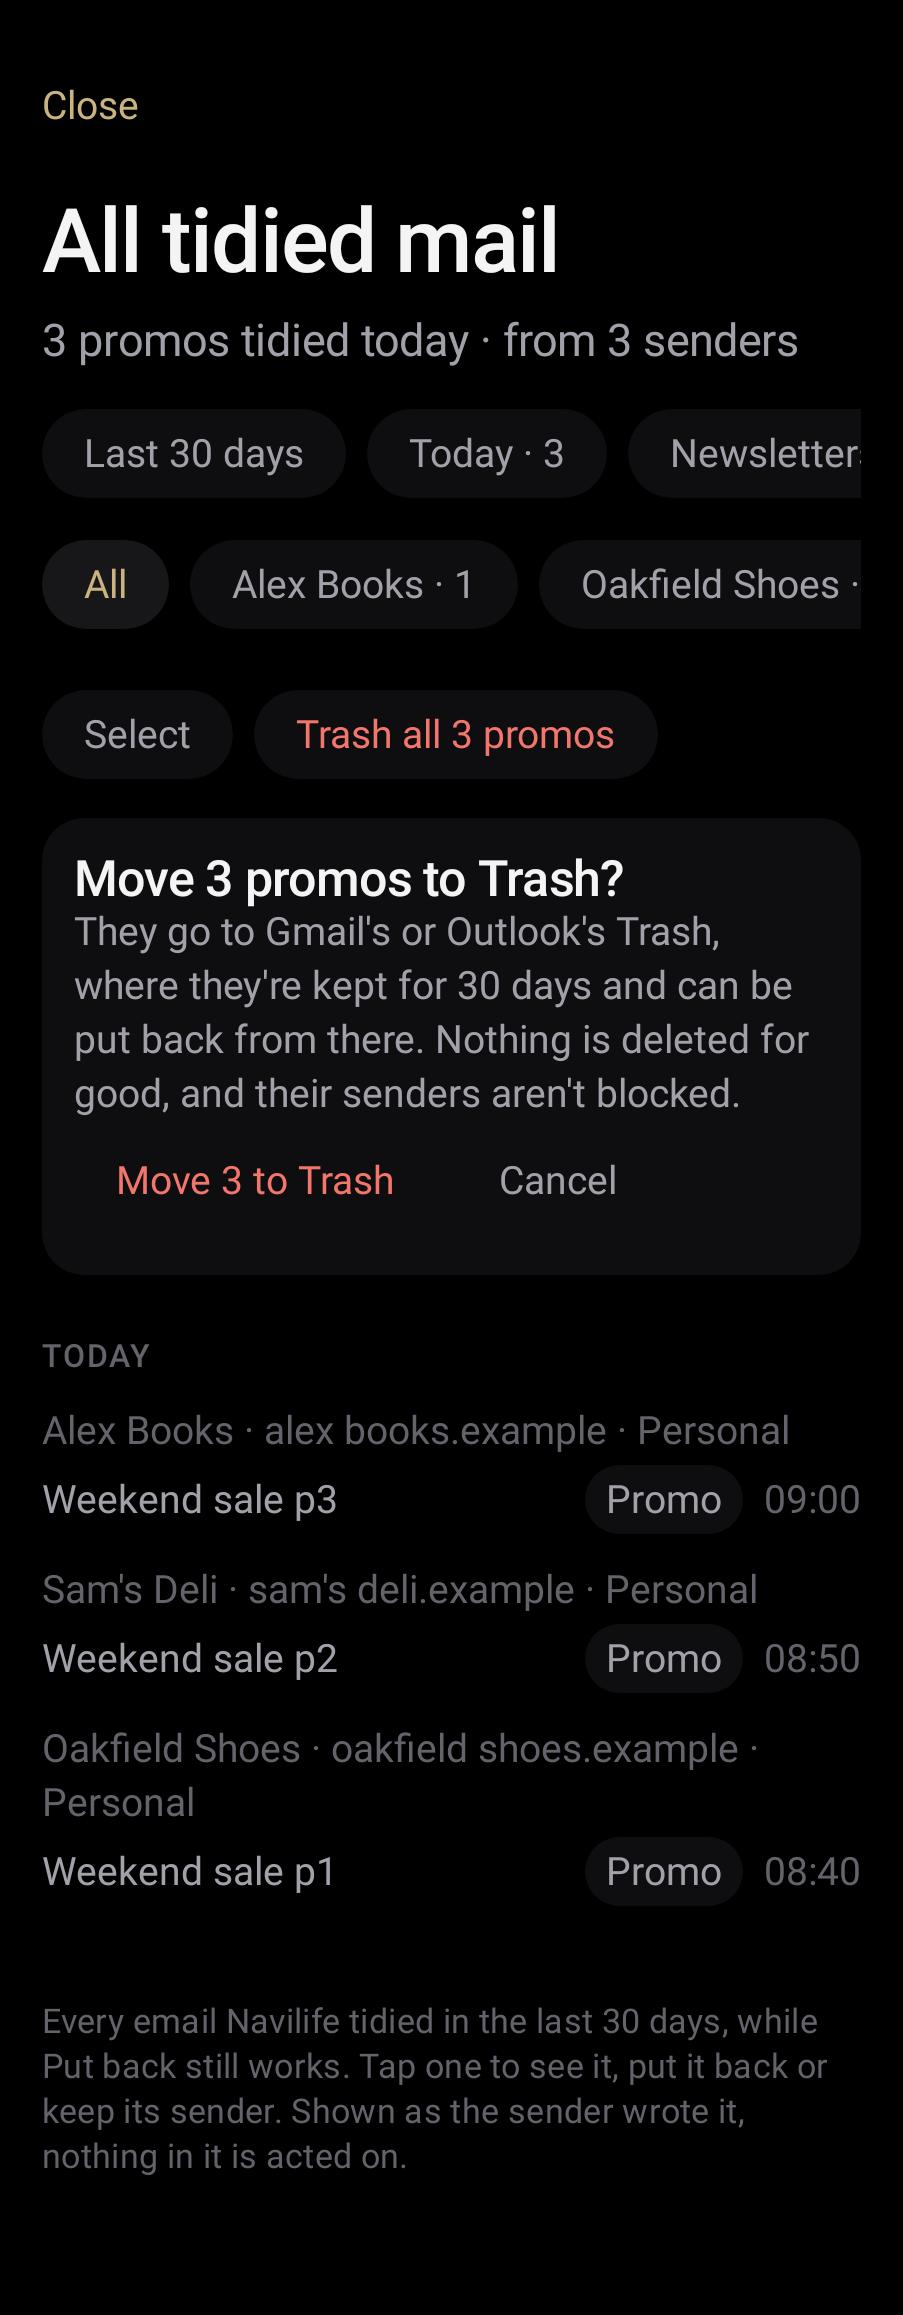 Close
All tidied mail
3 promos tidied today · from 3 senders
Last 30 days
Today · 3
Newsletters
All
Alex Books · 1
Oakfield Shoes ·
Select
Trash all 3 promos
Move 3 promos to Trash?
They go to Gmail's or Outlook's Trash,
where they're kept for 30 days and can be
put back from there. Nothing is deleted for
good, and their senders aren't blocked.
Move 3 to Trash
Cancel
TODAY
Alex Books · alex books.example · Personal
Weekend sale p3
Promo
09:00
Sam's Deli · sam's deli.example · Personal
Weekend sale p2
Promo
08:50
Oakfield Shoes · oakfield shoes.example ·
Personal
Weekend sale p1
Promo
08:40
Every email Navilife tidied in the last 30 days, while
Put back still works. Tap one to see it, put it back or
keep its sender. Shown as the sender wrote it,
nothing in it is acted on.